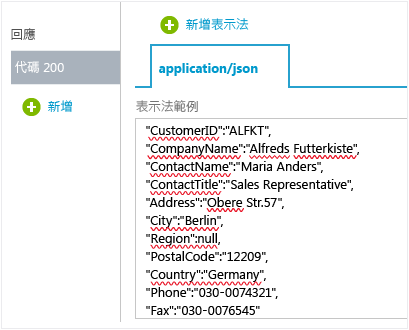 回應
代碼 200
新增
新增表示法
application/json
表示法範例
"CustomerID":"ALFKT",
"CompanyName":"Alfreds Futterkiste",
"ContactName":"Maria Anders",
"ContactTitle":"Sales Representative",
"Address":"Obere Str.57",
"City":"Berlin",
"Region":null,
"PostalCode":"12209",
"Country":"Germany",
"Phone":"030-0074321",
"Fax":"030-0076545"